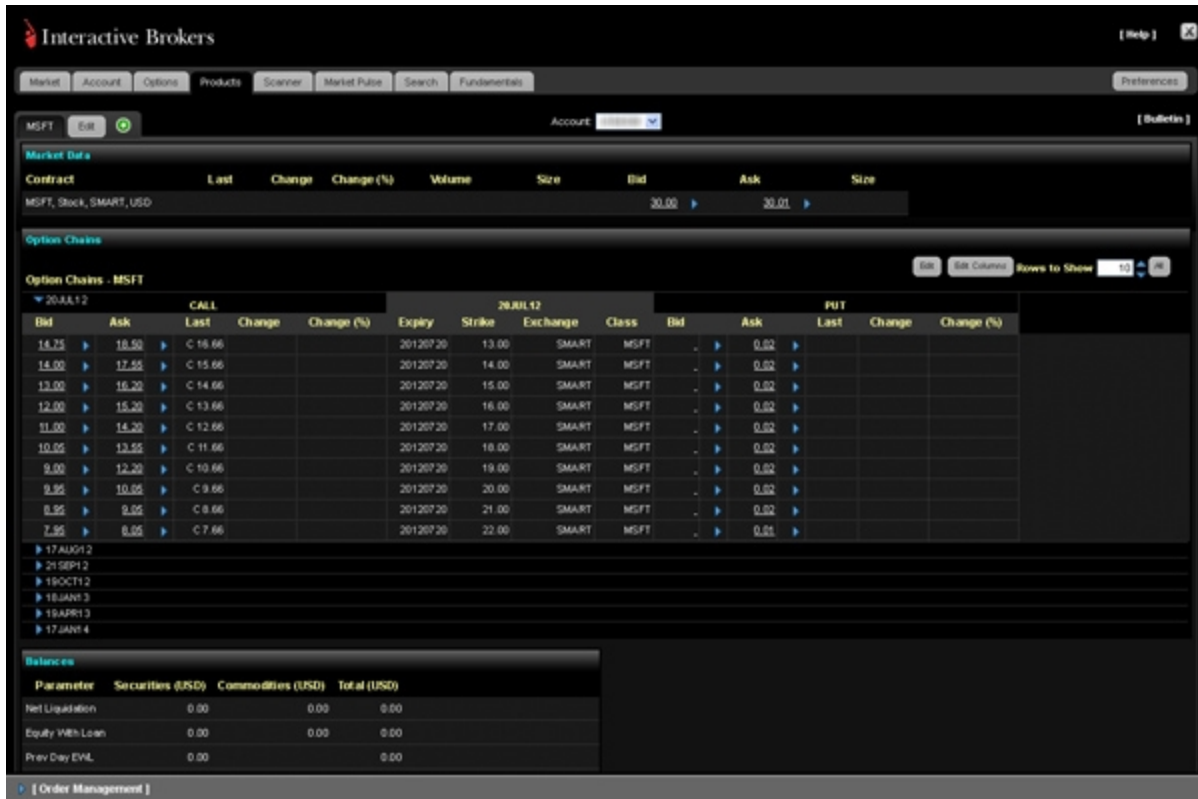 Interactive Brokers [ Help ] X
Market Account Options Products Scanner Market Pulse Search Fundamentals Preferences
MSFT Edit Account: [ Bulletin ]
Market Data
Contract Last Change Change (%) Volume Size Bid Ask Size
MSFT, Stock, SMART, USD 30.00 30.01
Option Chains
Edit Edit Columns Rows to Show 10 All
Option Chains - MSFT
20JUL12 CALL 20JUL12 PUT
Bid Ask Last Change Change (%) Expiry Strike Exchange Class Bid Ask Last Change Change (%)
14.75 18.50 C 16.66 20120720 13.00 SMART MSFT . 0.02
14.00 17.55 C 15.66 20120720 14.00 SMART MSFT . 0.02
13.00 16.20 C 14.66 20120720 15.00 SMART MSFT . 0.02
12.00 15.20 C 13.66 20120720 16.00 SMART MSFT . 0.02
11.00 14.20 C 12.66 20120720 17.00 SMART MSFT . 0.02
10.05 13.55 C 11.66 20120720 18.00 SMART MSFT . 0.02
9.00 12.20 C 10.66 20120720 19.00 SMART MSFT . 0.02
9.95 10.05 C 9.66 20120720 20.00 SMART MSFT . 0.02
8.95 9.05 C 8.66 20120720 21.00 SMART MSFT . 0.02
7.95 8.05 C 7.66 20120720 22.00 SMART MSFT . 0.01
17AUG12
21SEP12
19OCT12
18JAN13
19APR13
17JAN14
Balances
Parameter Securities (USD) Commodities (USD) Total (USD)
Net Liquidation 0.00 0.00 0.00
Equity With Loan 0.00 0.00 0.00
Prev Day EWL 0.00 0.00
[ Order Management ]